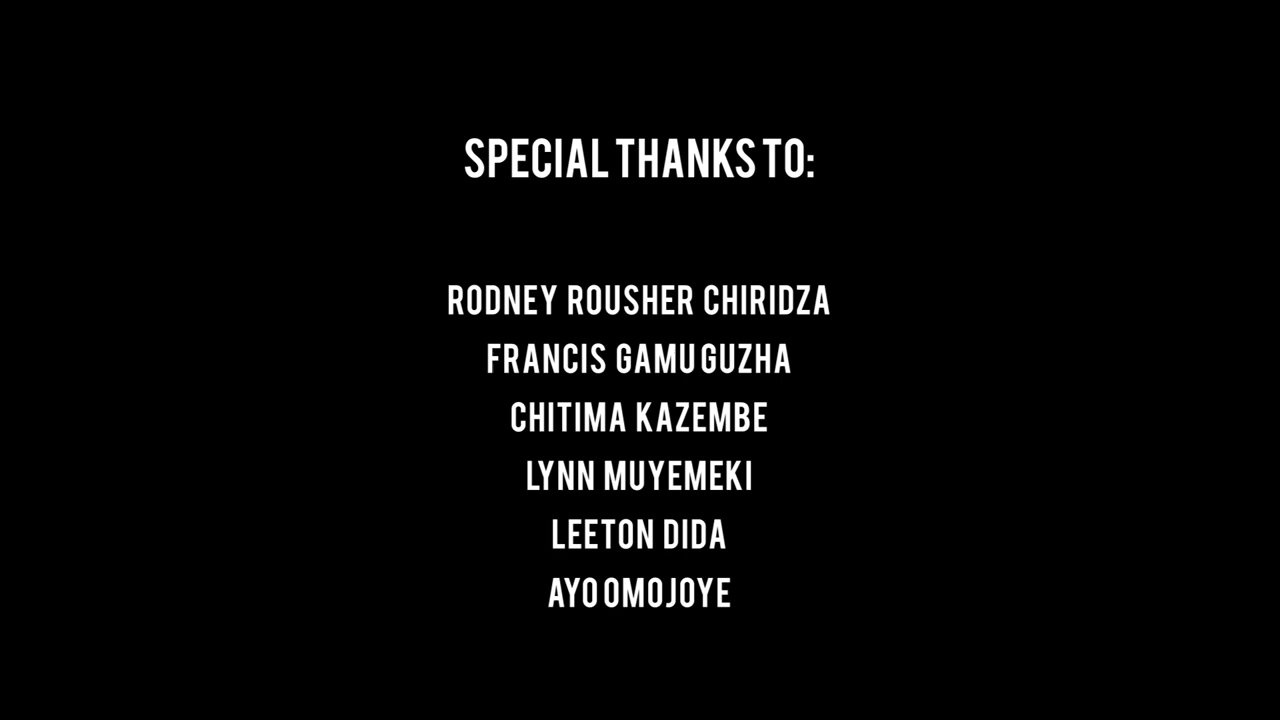 SPECIAL THANKS TO:
RODNEY ROUSHER CHIRIDZA
FRANCIS GAMU GUZHA
CHITIMA KAZEMBE
LYNN MUYEMEKI
LEETON DIDA
AYO OMOJOYE